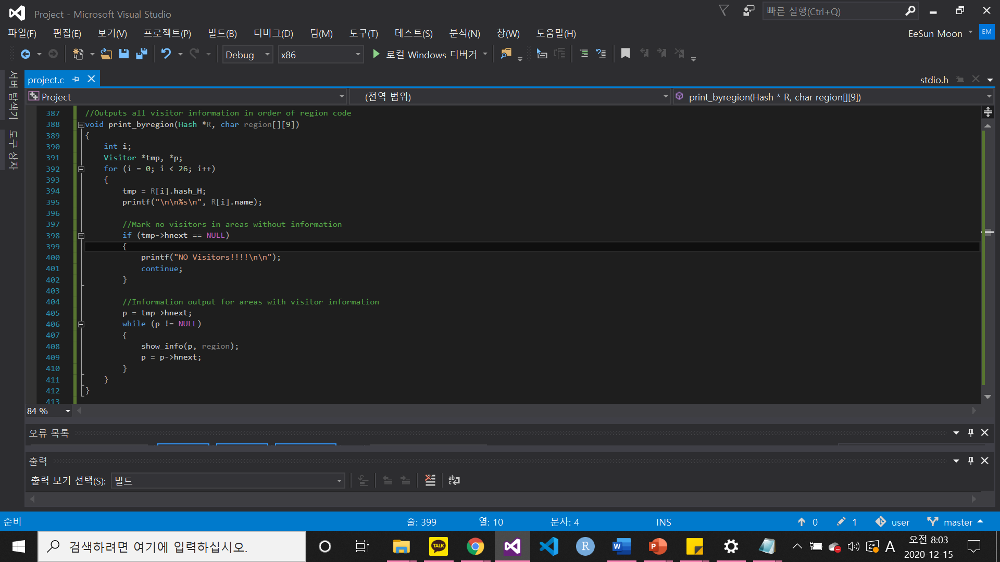 Project - Microsoft Visual Studio
빠른 실행(Ctrl+Q)
파일(F) 편집(E) 보기(V) 프로젝트(P) 빌드(B) 디버그(D) 팀(M) 도구(T) 테스트(S) 분석(N) 창(W) 도움말(H) EeSun Moon EM
Debug x86 로컬 Windows 디버거
서버 탐색기
도구 상자
project.c stdio.h
Project (전역 범위) print_byregion(Hash * R, char region[][9])
387 //Outputs all visitor information in order of region code
388 void print_byregion(Hash *R, char region[][9])
389 {
390 int i;
391 Visitor *tmp, *p;
392 for (i = 0; i < 26; i++)
393 {
394 tmp = R[i].hash_H;
395 printf("\n\n%s\n", R[i].name);
396
397 //Mark no visitors in areas without information
398 if (tmp->hnext == NULL)
399 {
400 printf("NO Visitors!!!!\n\n");
401 continue;
402 }
403
404 //Information output for areas with visitor information
405 p = tmp->hnext;
406 while (p != NULL)
407 {
408 show_info(p, region);
409 p = p->hnext;
410 }
411 }
412 }
413
84 %
오류 목록
출력
출력 보기 선택(S): 빌드
준비 줄: 399 열: 10 문자: 4 INS 0 1 user master
검색하려면 여기에 입력하십시오. TALK R W P A 오전 8:03
2020-12-15